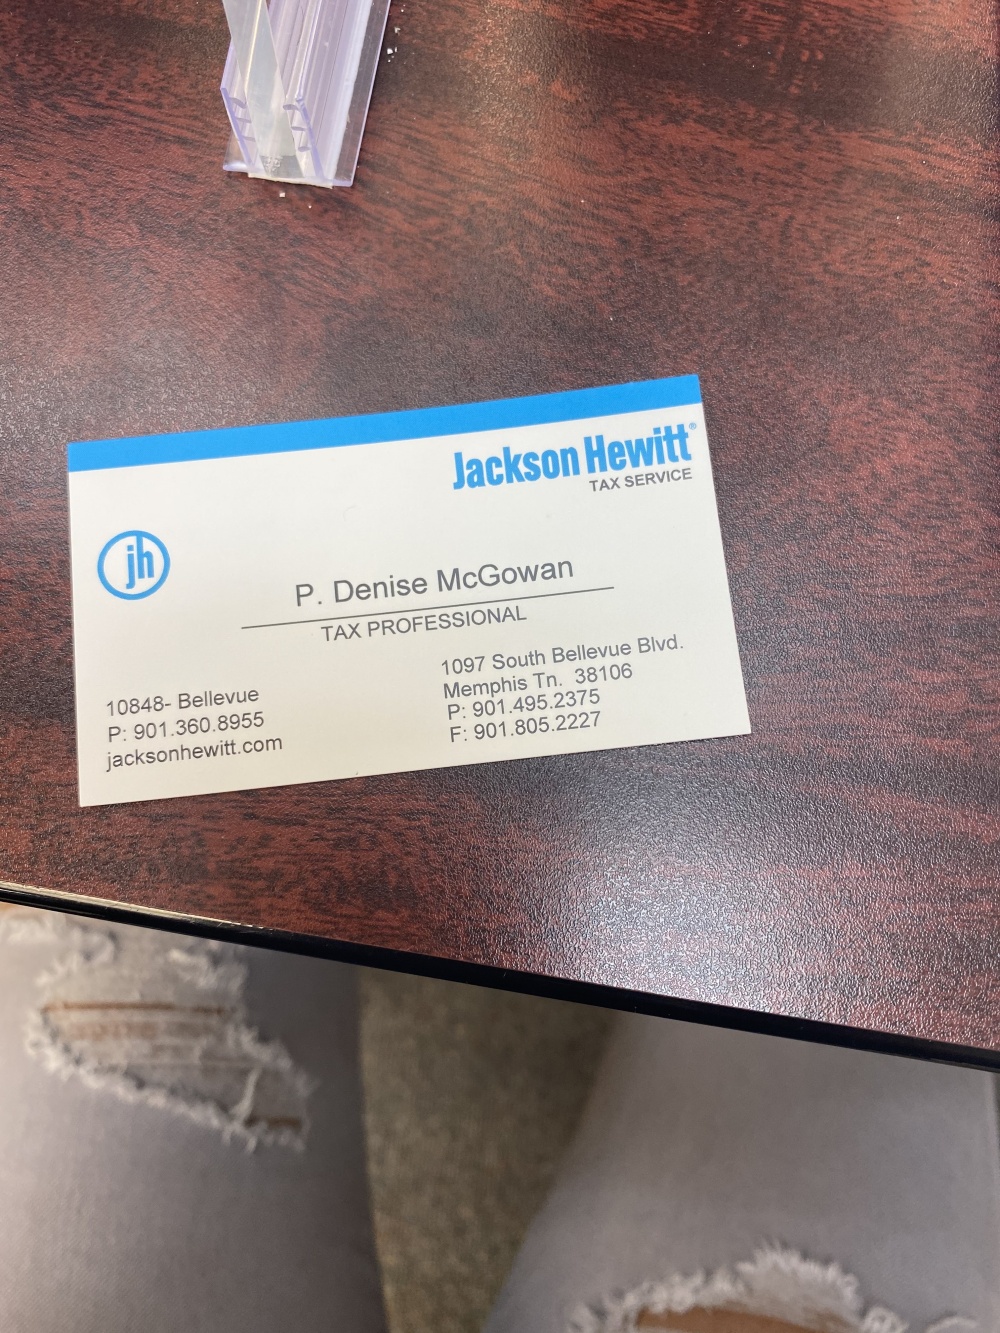 Jackson Hewitt®
TAX SERVICE
jh
P. Denise McGowan
TAX PROFESSIONAL
10848- Bellevue
P: 901.360.8955
jacksonhewitt.com
1097 South Bellevue Blvd.
Memphis Tn. 38106
P: 901.495.2375
F: 901.805.2227